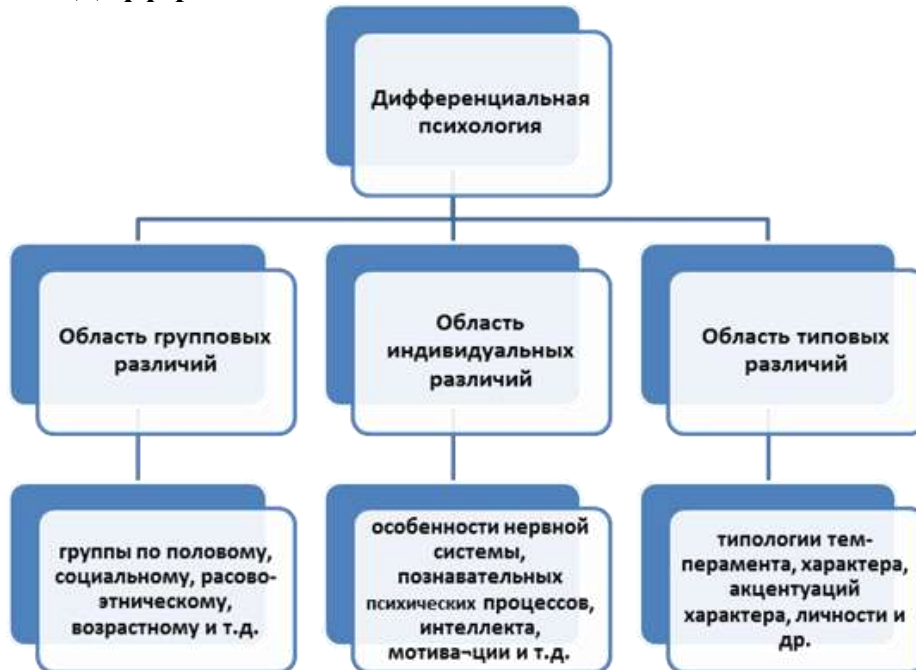 Дифференциальная
психология
Область групповых
различий
Область
индивидуальных
различий
Область типовых
различий
группы по половому,
социальному, расово-
этническому,
возрастному и т.д.
особенности нервной
системы,
познавательных
психических процессов,
интеллекта,
мотива¬ции и т.д.
типологии тем-
перамента, характера,
акцентуаций
характера, личности и
др.